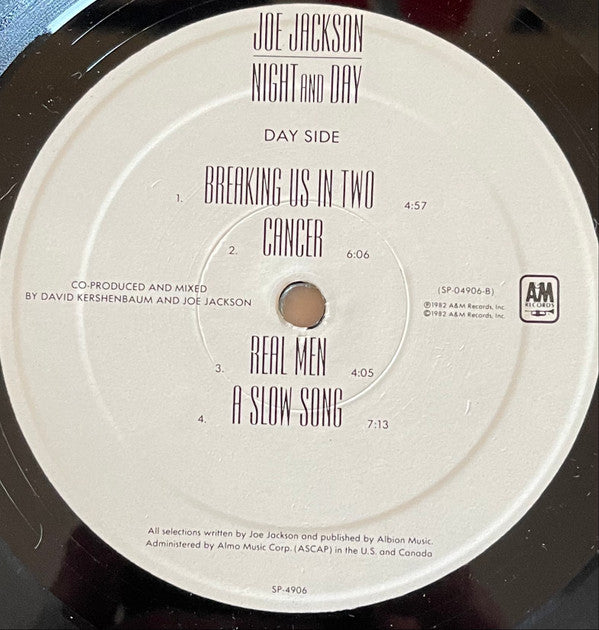 JOE JACKSON
NIGHT AND DAY
DAY SIDE
1. BREAKING US IN TWO 4:57
2. CANCER 6:06
CO-PRODUCED AND MIXED
BY DAVID KERSHENBAUM AND JOE JACKSON
(SP-04906-B)
℗1982 A&M Records, Inc.
©1982 A&M Records, Inc.
A&M
RECORDS
3. REAL MEN 4:05
4. A SLOW SONG 7:13
All selections written by Joe Jackson and published by Albion Music.
Administered by Almo Music Corp. (ASCAP) in the U.S. and Canada
SP-4906